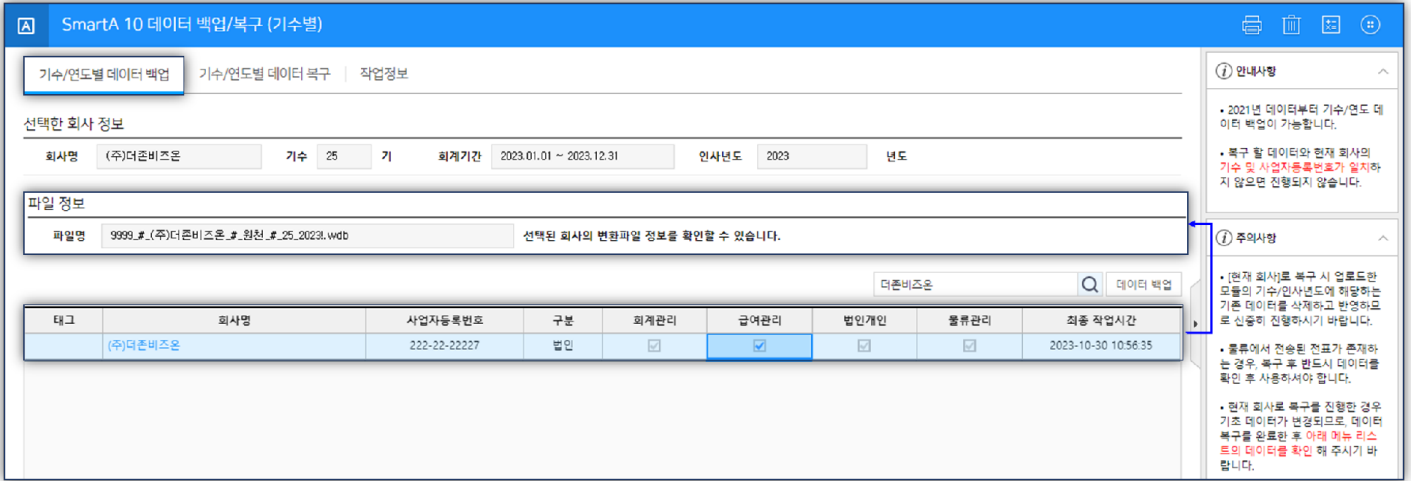 A SmartA 10 데이터 백업/복구 (기수별)
기수/연도별 데이터 백업 기수/연도별 데이터 복구 작업정보
선택한 회사 정보
회사명 (주)더존비즈온 기수 25 기 회계기간 2023.01.01 ~ 2023.12.31 인사년도 2023 년도
파일 정보
파일명 9999_#_(주)더존비즈온_#_원천_#_25_2023!.wdb 선택된 회사의 변환파일 정보를 확인할 수 있습니다.
더존비즈온 데이터 백업
태그 회사명 사업자등록번호 구분 회계관리 급여관리 법인개인 물류관리 최종 작업시간
(주)더존비즈온 222-22-22227 법인 2023-10-30 10:56:35
안내사항
• 2021년 데이터부터 기수/연도 데
이터 백업이 가능합니다.
• 복구 할 데이터와 현재 회사의
기수 및 사업자등록번호가 일치하
지 않으면 진행되지 않습니다.
주의사항
• [현재 회사]로 복구 시 업로드한
모듈의 기수/인사년도에 해당하는
기존 데이터를 삭제하고 반영하므
로 신중히 진행하시기 바랍니다.
• 물류에서 전송된 전표가 존재하
는 경우, 복구 후 반드시 데이터를
확인 후 사용하셔야 합니다.
• 현재 회사로 복구를 진행한 경우
기초 데이터가 변경되므로, 데이터
복구를 완료한 후 아래 메뉴 리스
트의 데이터를 확인 해 주시기 바
랍니다.